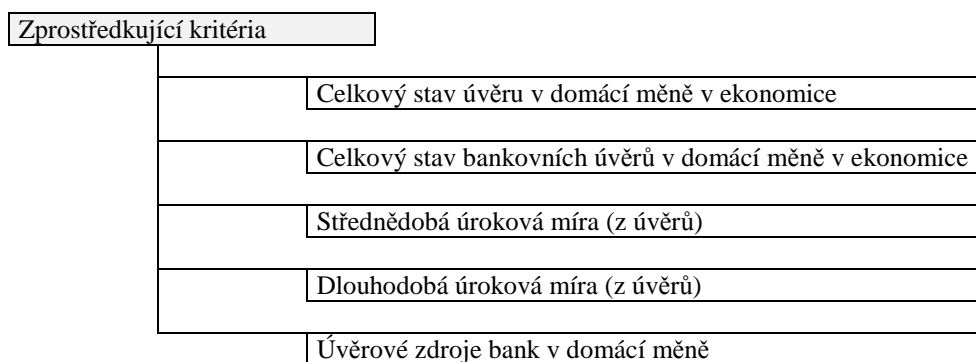 Zprostředkující kritéria
Celkový stav úvěru v domácí měně v ekonomice
Celkový stav bankovních úvěrů v domácí měně v ekonomice
Střednědobá úroková míra (z úvěrů)
Dlouhodobá úroková míra (z úvěrů)
Úvěrové zdroje bank v domácí měně